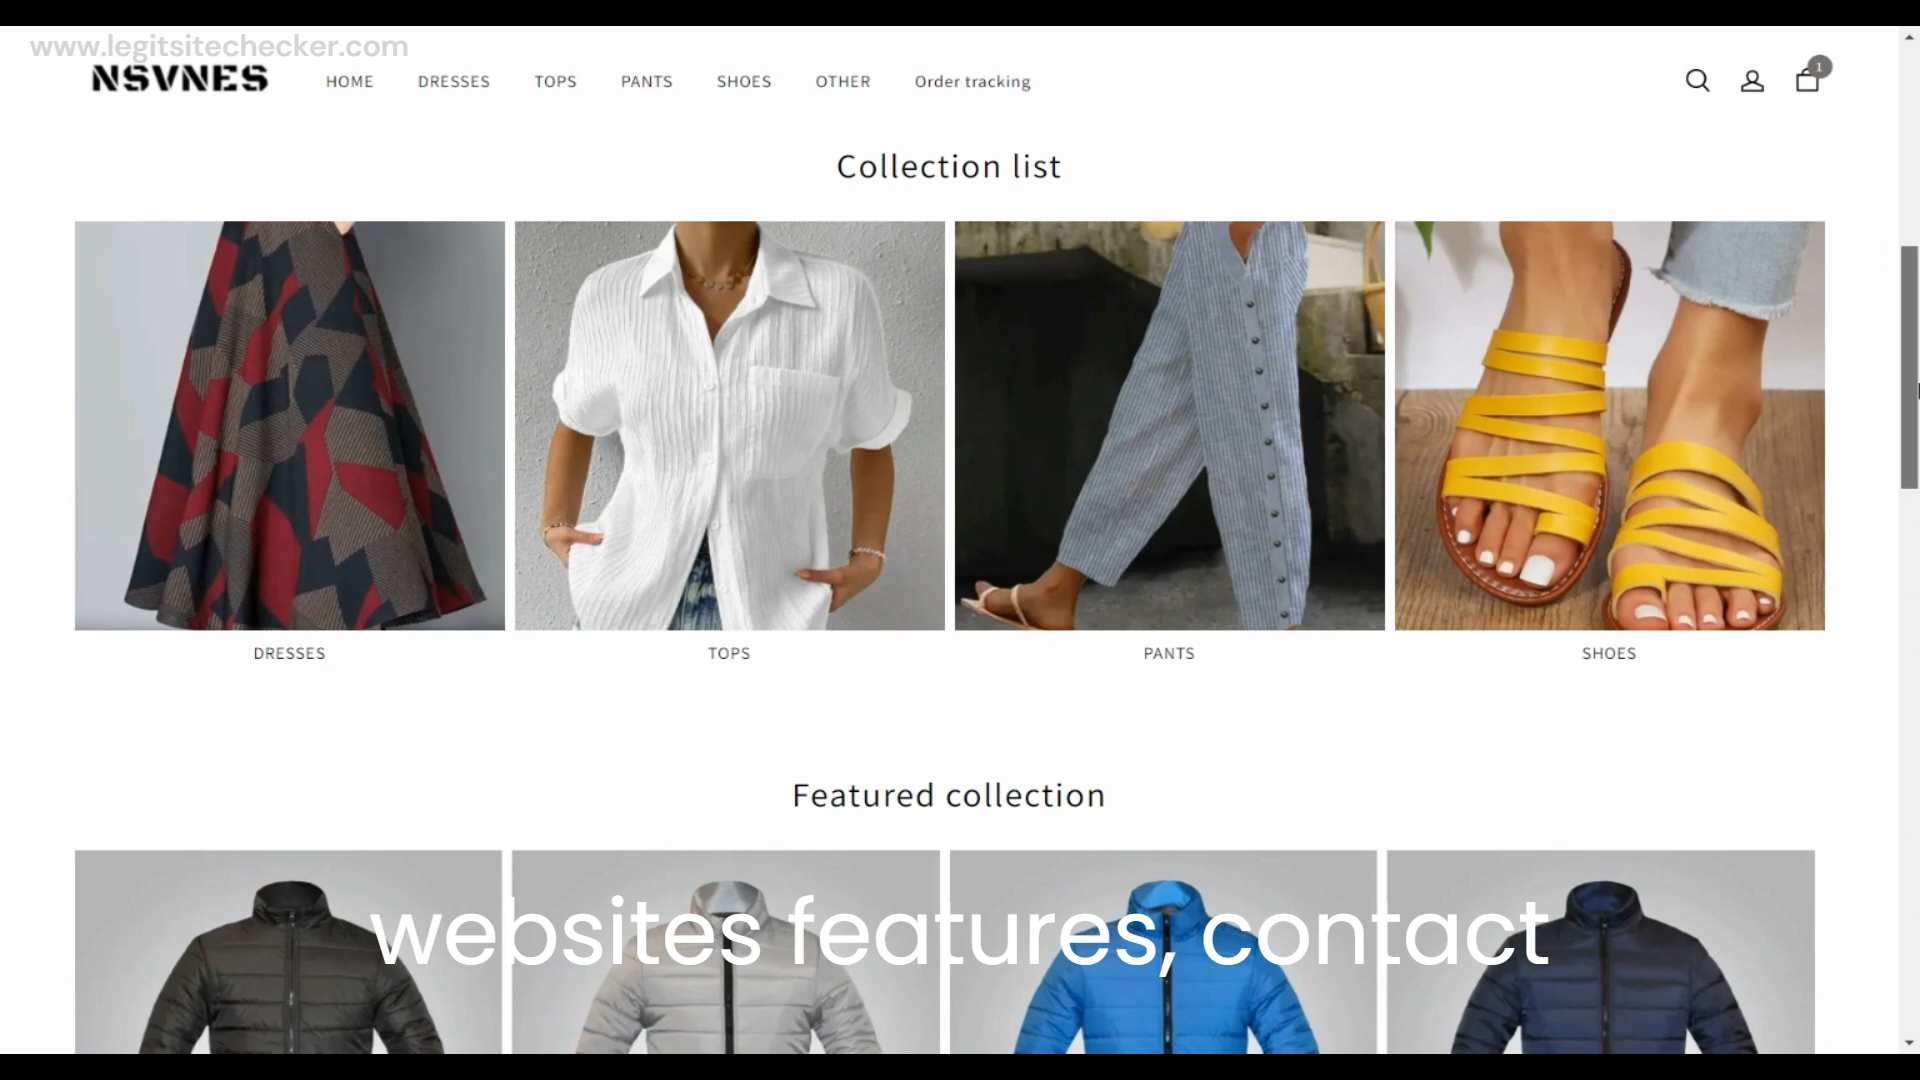 www.legitsitechecker.com
NSVNES
HOME DRESSES TOPS PANTS SHOES OTHER Order tracking
1
Collection list
DRESSES TOPS PANTS SHOES
Featured collection
websites features, contact